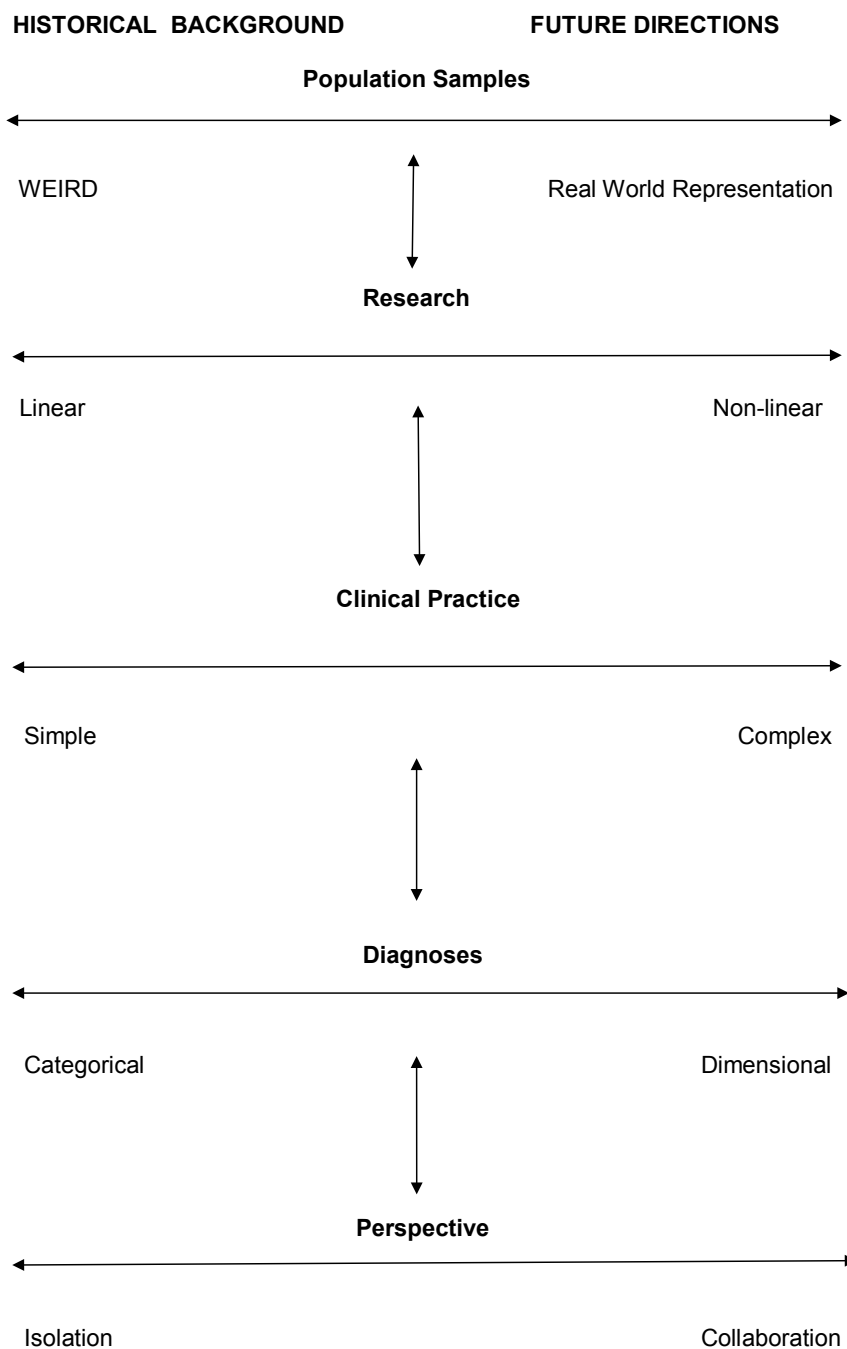 HISTORICAL BACKGROUND FUTURE DIRECTIONS
Population Samples
WEIRD Real World Representation
Research
Linear Non-linear
Clinical Practice
Simple Complex
Diagnoses
Categorical Dimensional
Perspective
Isolation Collaboration